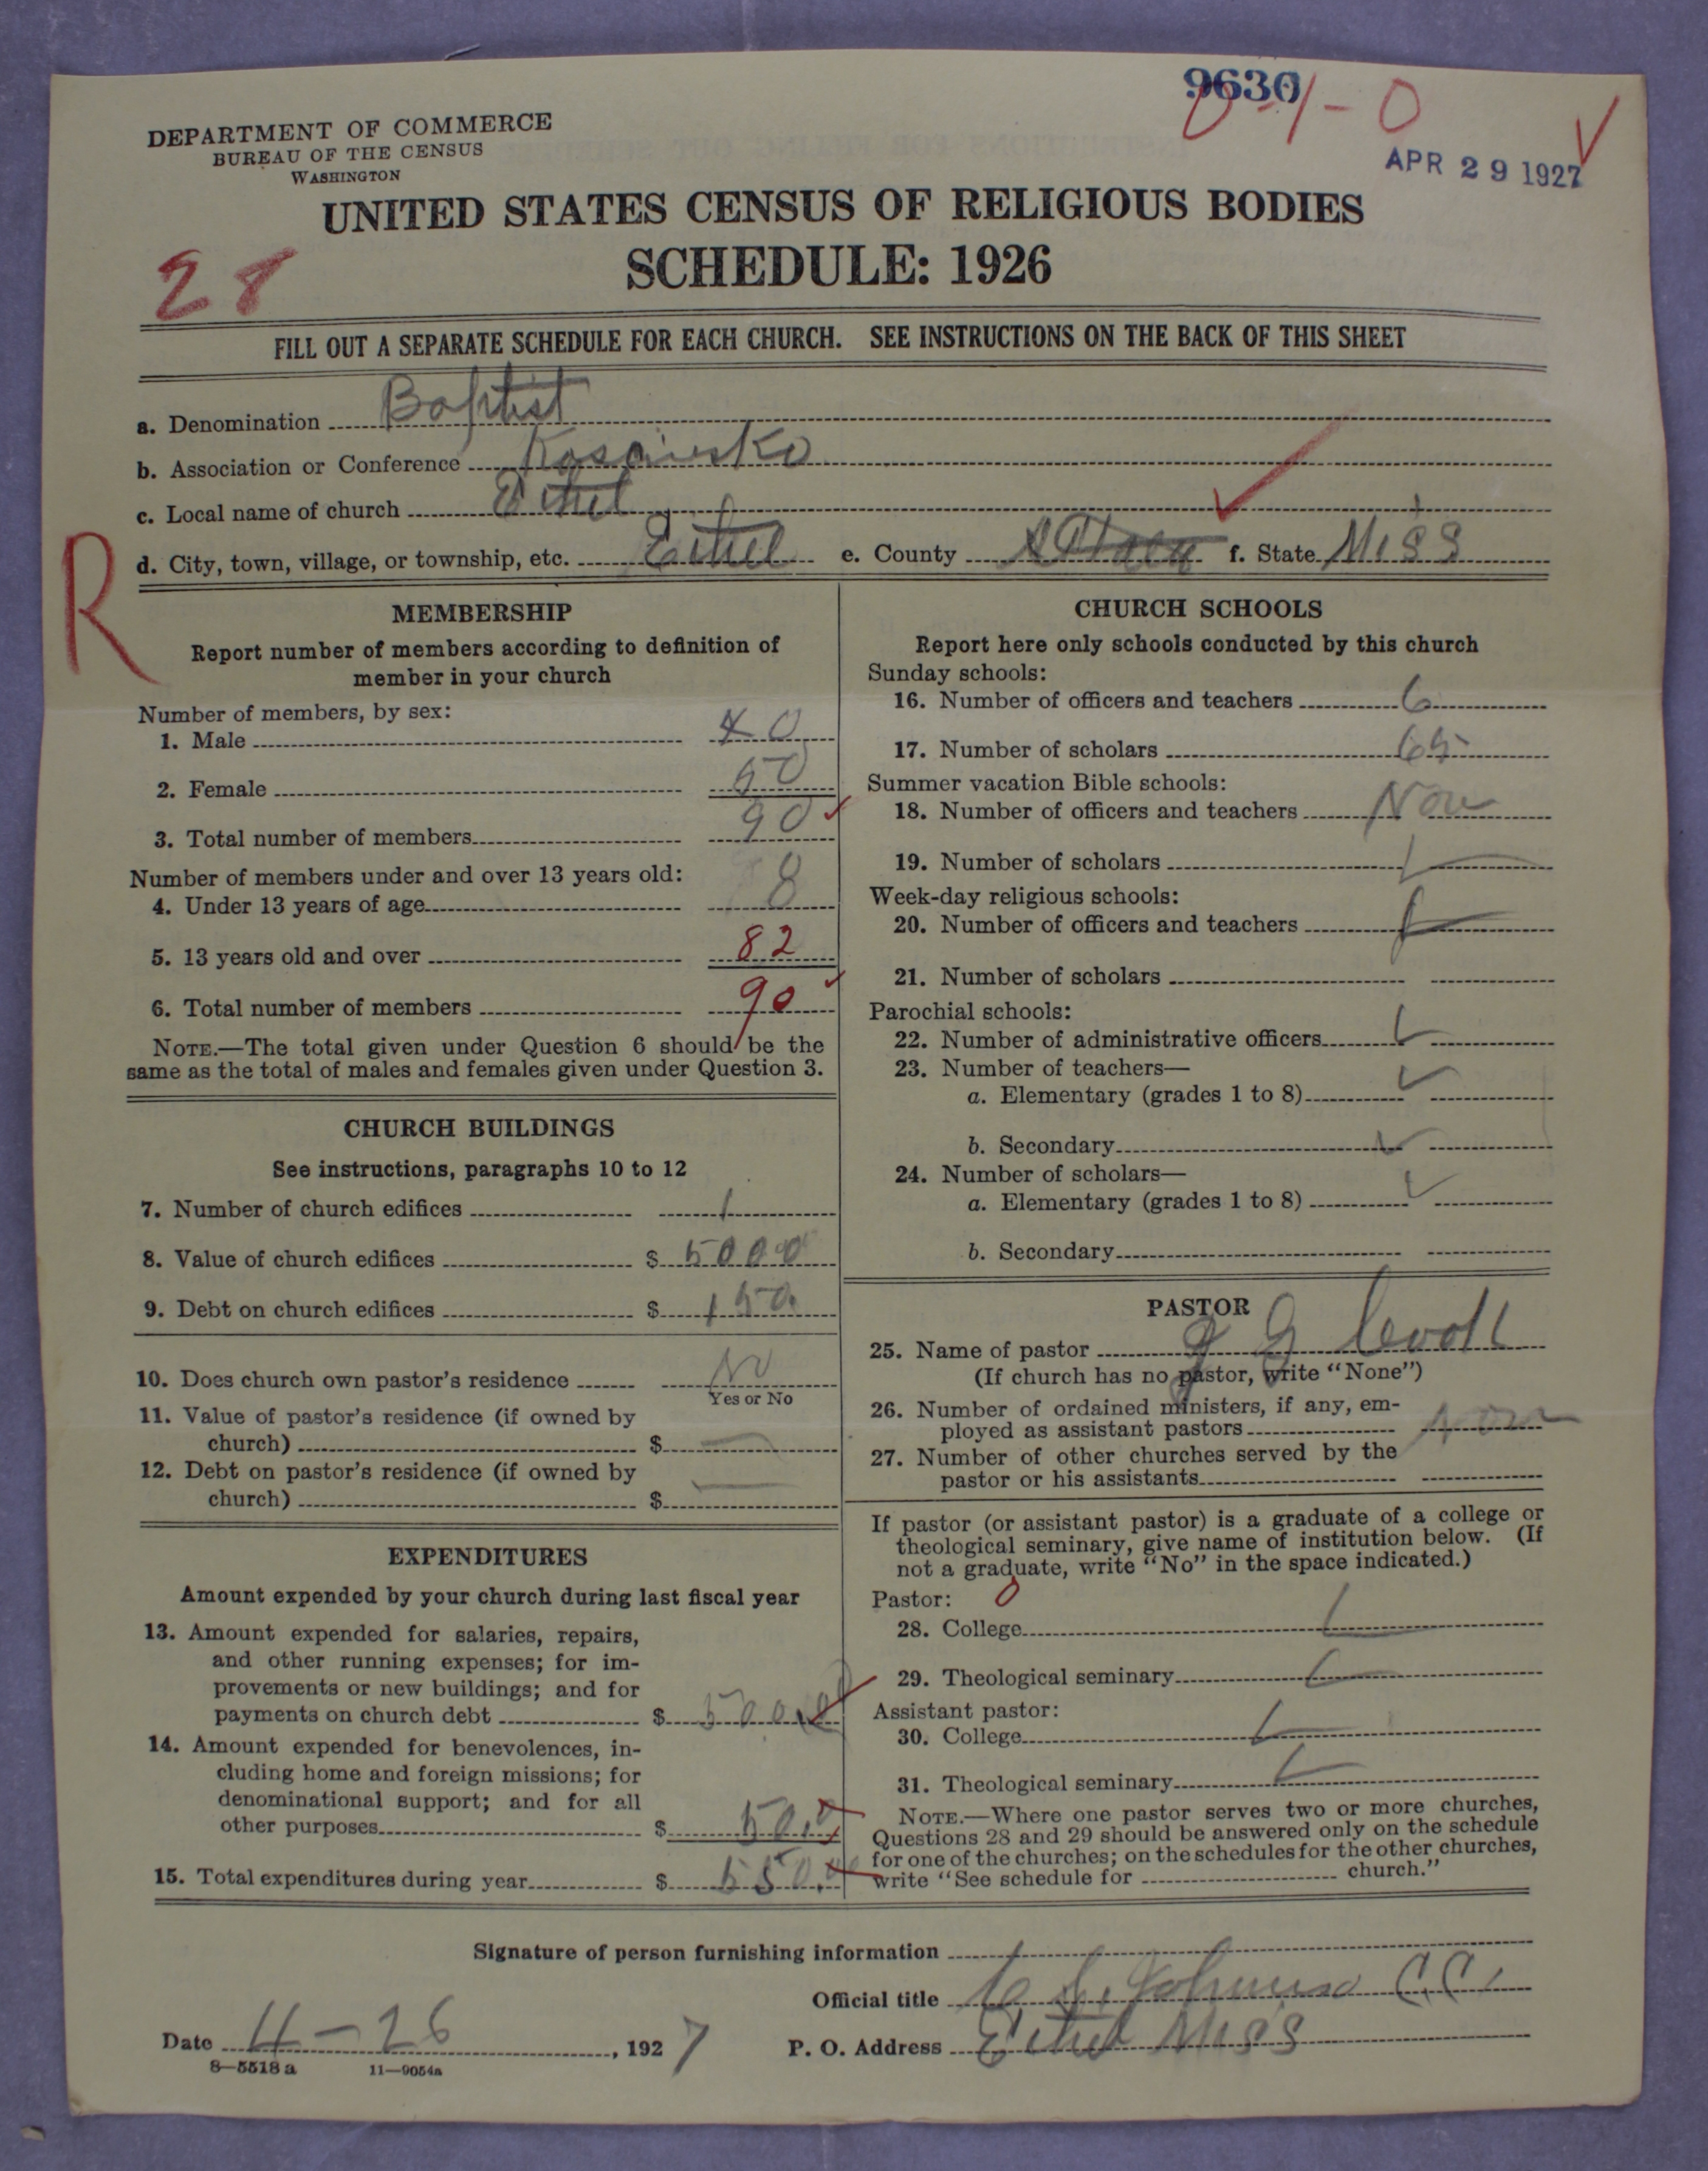 9630
0-1-0
APR 29 1927
DEPARTMENT OF COMMERCE
BUREAU OF THE CENSUS
WASHINGTON
UNITED STATES CENSUS OF RELIGIOUS BODIES
SCHEDULE: 1926
28
FILL OUT A SEPARATE SCHEDULE FOR EACH CHURCH. SEE INSTRUCTIONS ON THE BACK OF THIS SHEET
a. Denomination Baptist
b. Association or Conference Kosciusko
c. Local name of church Ethel
R
d. City, town, village, or township, etc. Ethel e. County Attala f. State Miss
MEMBERSHIP
Report number of members according to definition of
member in your church
Number of members, by sex:
1. Male 40
2. Female 50
3. Total number of members 90
Number of members under and over 13 years old:
4. Under 13 years of age 8
5. 13 years old and over 82
6. Total number of members 90
NOTE.—The total given under Question 6 should be the
same as the total of males and females given under Question 3.
CHURCH BUILDINGS
See instructions, paragraphs 10 to 12
7. Number of church edifices 1
8. Value of church edifices $ 5000
9. Debt on church edifices $ 150.
10. Does church own pastor's residence No
Yes or No
11. Value of pastor's residence (if owned by
church) $ —
12. Debt on pastor's residence (if owned by
church) $ —
EXPENDITURES
Amount expended by your church during last fiscal year
13. Amount expended for salaries, repairs,
and other running expenses; for im-
provements or new buildings; and for
payments on church debt $ 500.00
14. Amount expended for benevolences, in-
cluding home and foreign missions; for
denominational support; and for all
other purposes $ 50.0
15. Total expenditures during year $ 550.00
CHURCH SCHOOLS
Report here only schools conducted by this church
Sunday schools:
16. Number of officers and teachers 6
17. Number of scholars 65
Summer vacation Bible schools:
18. Number of officers and teachers None
19. Number of scholars
Week-day religious schools:
20. Number of officers and teachers
21. Number of scholars
Parochial schools:
22. Number of administrative officers
23. Number of teachers—
a. Elementary (grades 1 to 8)
b. Secondary
24. Number of scholars—
a. Elementary (grades 1 to 8)
b. Secondary
PASTOR
25. Name of pastor
(If church has no pastor, write "None")
26. Number of ordained ministers, if any, em-
ployed as assistant pastors None
27. Number of other churches served by the
pastor or his assistants
If pastor (or assistant pastor) is a graduate of a college or
theological seminary, give name of institution below. (If
not a graduate, write "No" in the space indicated.)
Pastor: 0
28. College
29. Theological seminary
Assistant pastor:
30. College
31. Theological seminary
NOTE.—Where one pastor serves two or more churches,
Questions 28 and 29 should be answered only on the schedule
for one of the churches; on the schedules for the other churches,
write "See schedule for church."
Signature of person furnishing information
Official title Johnson C.C.
Date 4-26, 1927 P. O. Address Ethel Miss
8—5518a 11—9054a